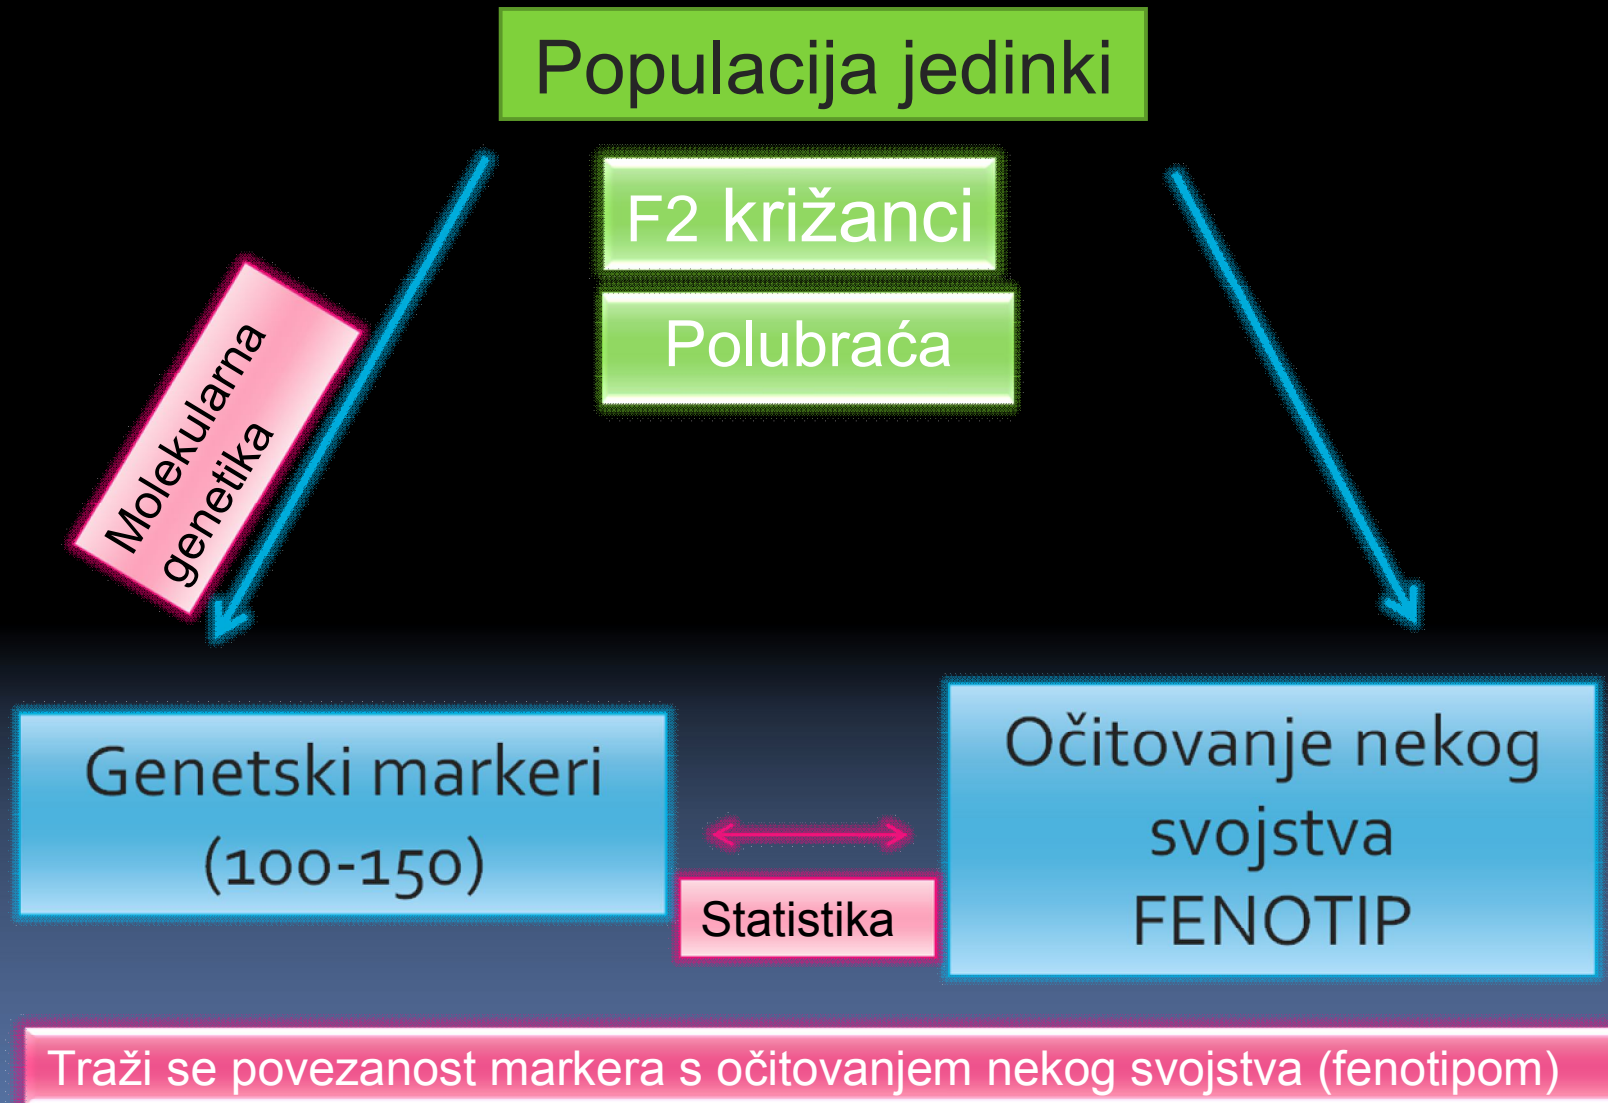 Populacija jedinki
F2 križanci
Polubraća
Molekularna
genetika
Genetski markeri
(100-150)
Očitovanje nekog
svojstva
FENOTIP
Statistika
Traži se povezanost markera s očitovanjem nekog svojstva (fenotipom)